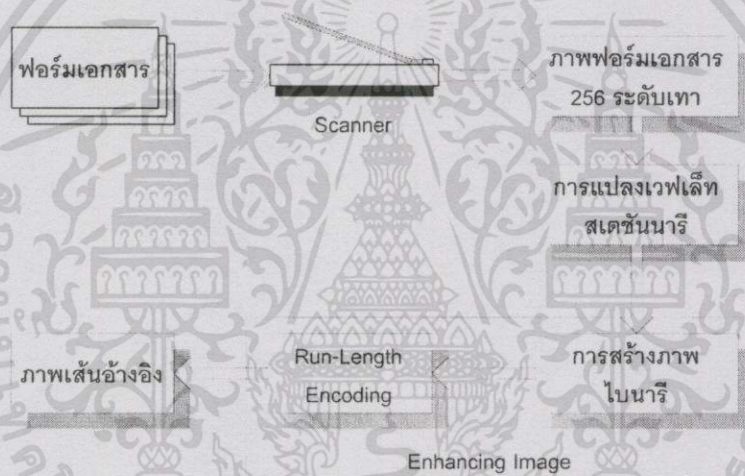 ฟอร์มเอกสาร
Scanner
ภาพฟอร์มเอกสาร
256 ระดับเทา
การแปลงเวฟเล็ท
สเตชันนารี
การสร้างภาพ
ไบนารี
Run-Length
Encoding
ภาพเส้นอ้างอิง
Enhancing Image